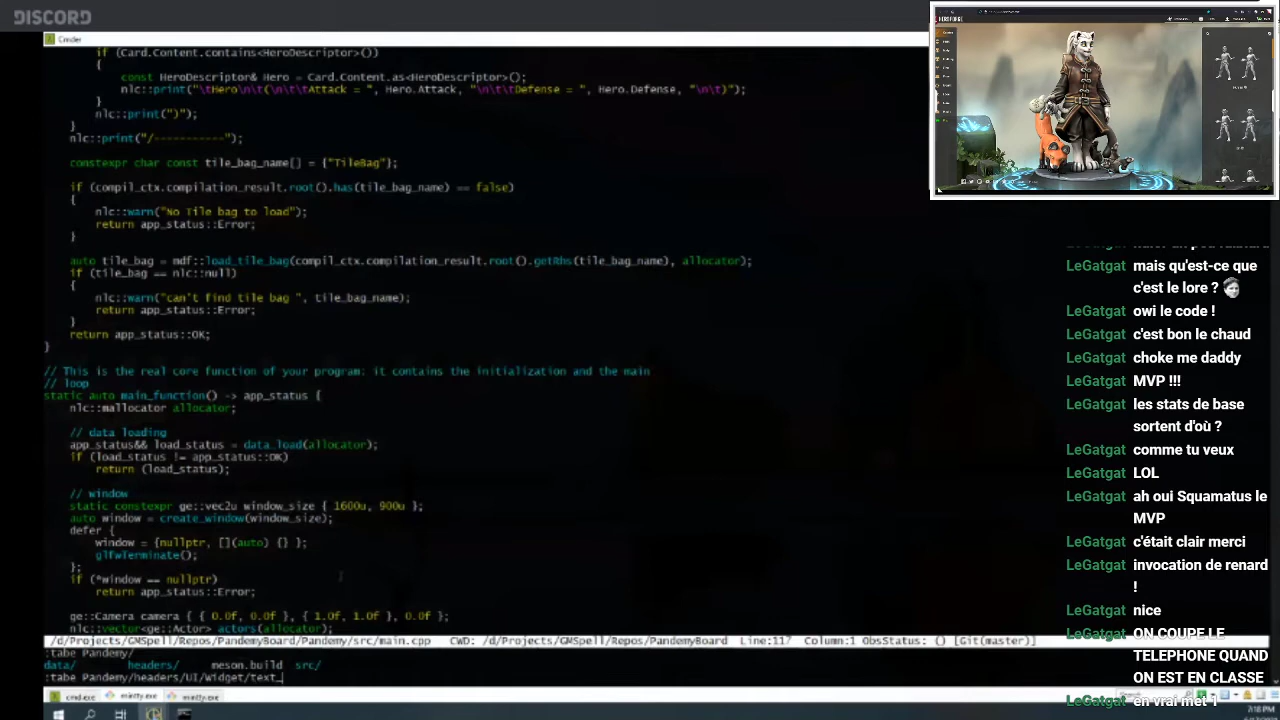 DISCORD
Cmder
if (Card.Content.contains<HeroDescriptor>())
{
const HeroDescriptor& Hero = Card.Content.as<HeroDescriptor>();
nlc::print("\tHero\n\t(\n\t\tAttack = ", Hero.Attack, "\n\t\tDefense = ", Hero.Defense, "\n\t)");
}
nlc::print(")");
}
nlc::print("/----------");
constexpr char const tile_bag_name[] = {"TileBag"};
if (compil_ctx.compilation_result.root().has(tile_bag_name) == false)
{
nlc::warn("No Tile bag to load");
return app_status::Error;
}
auto tile_bag = mdf::load_tile_bag(compil_ctx.compilation_result.root().getRhs(tile_bag_name), allocator);
if (tile_bag == nlc::null)
{
nlc::warn("can't find tile bag ", tile_bag_name);
return app_status::Error;
}
return app_status::OK;
}
// This is the real core function of your program: it contains the initialization and the main
// loop
static auto main_function() -> app_status {
nlc::mallocator allocator;
// data loading
app_status&& load_status = data_load(allocator);
if (load_status != app_status::OK)
return (load_status);
// window
static constexpr ge::vec2u window_size { 1600u, 900u };
auto window = create_window(window_size);
defer {
window = {nullptr, [](auto) {} };
glfwTerminate();
};
if (*window == nullptr)
return app_status::Error;
ge::Camera camera { { 0.0f, 0.0f }, { 1.0f, 1.0f }, 0.0f };
nlc::vector<ge::Actor> actors(allocator);
/d/Projects/GMSpell/Repos/PandemyBoard/Pandemy/src/main.cpp CWD: /d/Projects/GMSpell/Repos/PandemyBoard Line:117 Column:1 ObsStatus: () [Git(master)]
:tabe Pandemy/
data/ headers/ meson.build src/
:tabe Pandemy/headers/UI/Widget/text_
cmd.exe mintty.exe mintty.exe
Search
7:18 PM
HEROFORGE
LeGatgat mais qu'est-ce que
c'est le lore ?
LeGatgat owi le code !
LeGatgat c'est bon le chaud
LeGatgat choke me daddy
LeGatgat MVP !!!
LeGatgat les stats de base
sortent d'où ?
LeGatgat comme tu veux
LeGatgat LOL
LeGatgat ah oui Squamatus le
MVP
LeGatgat c'était clair merci
LeGatgat invocation de renard
!
LeGatgat nice
LeGatgat ON COUPE LE
TELEPHONE QUAND
ON EST EN CLASSE
LeGatgat en vrai met 1